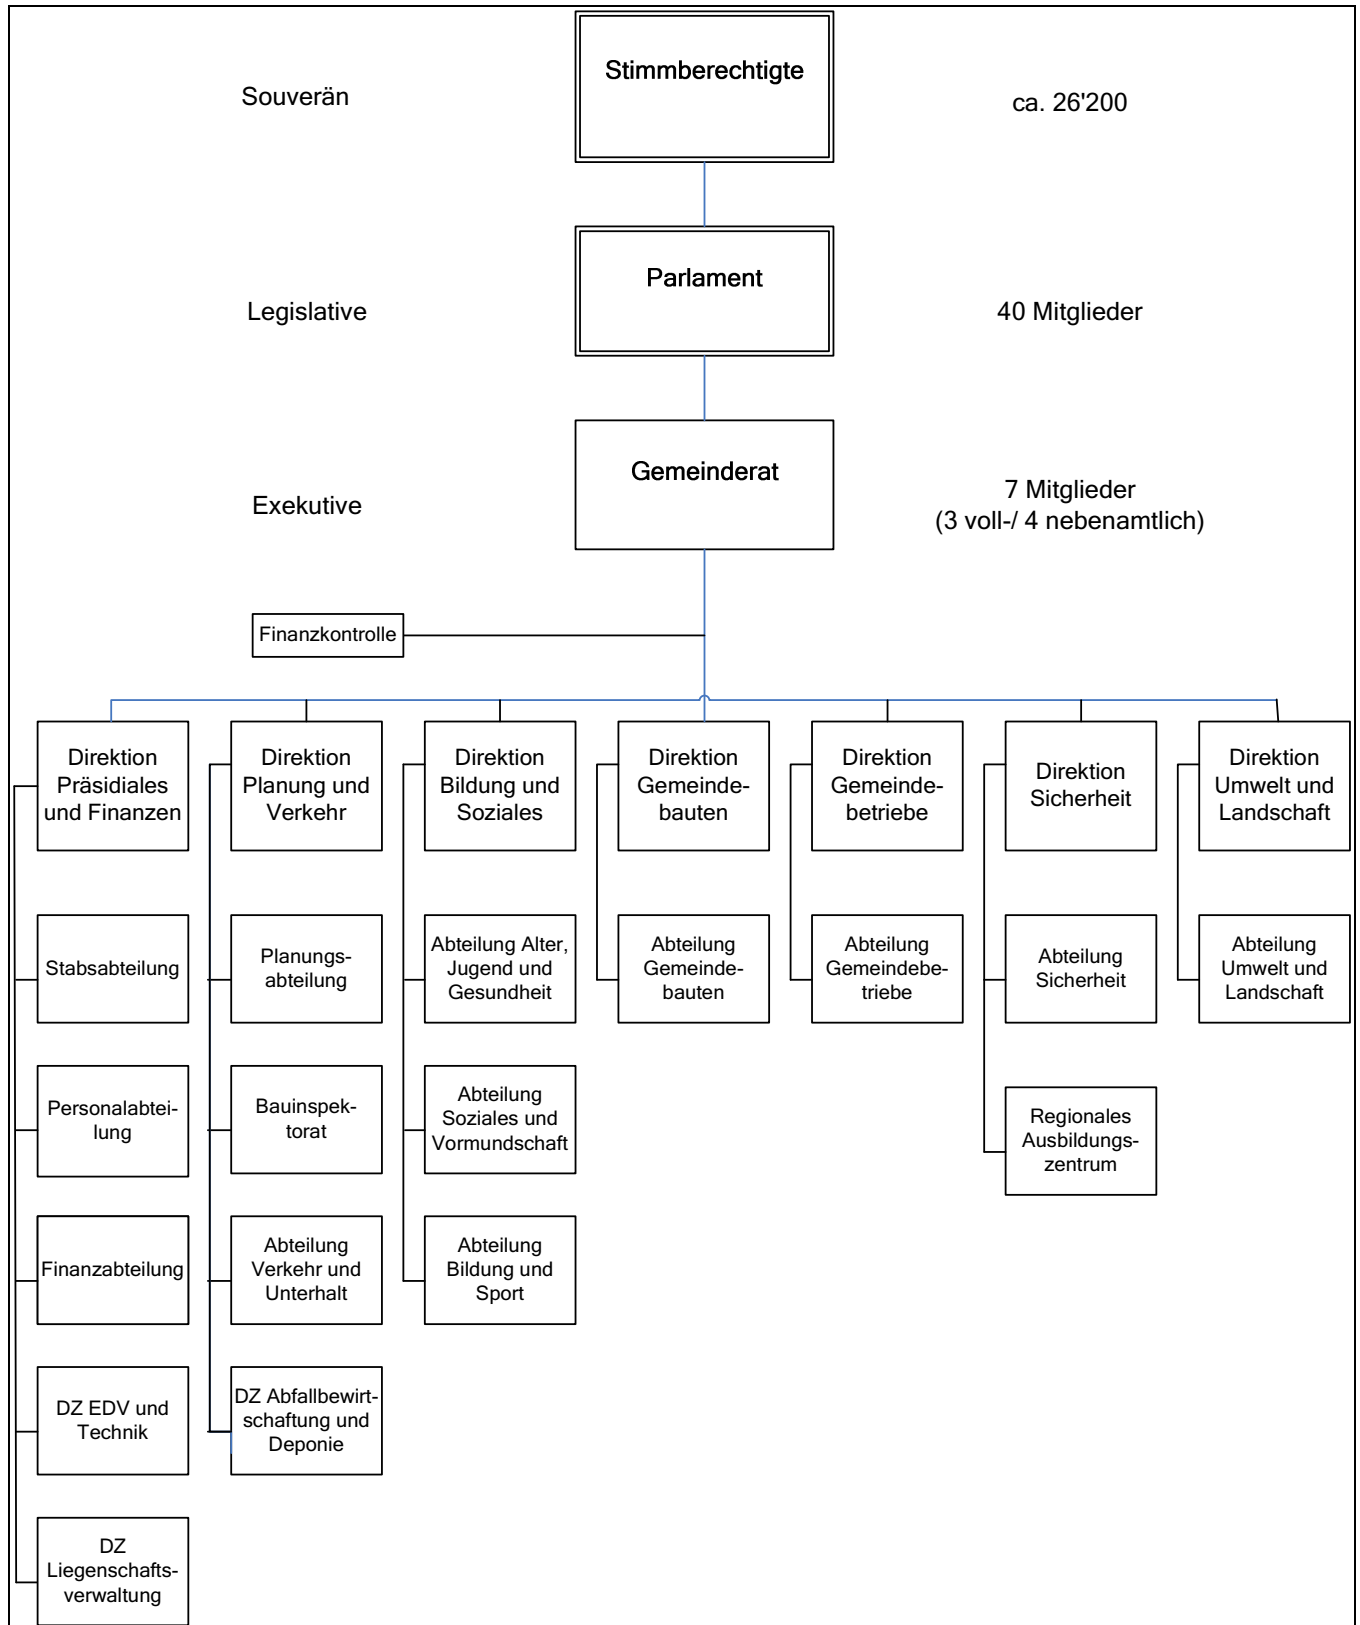 Souverän
Stimmberechtigte
ca. 26'200
Legislative
Parlament
40 Mitglieder
Exekutive
Gemeinderat
7 Mitglieder
(3 voll-/ 4 nebenamtlich)
Finanzkontrolle
Direktion
Präsidiales
und Finanzen
Direktion
Planung und
Verkehr
Direktion
Bildung und
Soziales
Direktion
Gemeinde-
bauten
Direktion
Gemeinde-
betriebe
Direktion
Sicherheit
Direktion
Umwelt und
Landschaft
Stabsabteilung
Planungs-
abteilung
Abteilung Alter,
Jugend und
Gesundheit
Abteilung
Gemeinde-
bauten
Abteilung
Gemeindebe-
triebe
Abteilung
Sicherheit
Abteilung
Umwelt und
Landschaft
Personalabtei-
lung
Bauinspek-
torat
Abteilung
Soziales und
Vormundschaft
Regionales
Ausbildungs-
zentrum
Finanzabteilung
Abteilung
Verkehr und
Unterhalt
Abteilung
Bildung und
Sport
DZ EDV und
Technik
DZ Abfallbewirt-
schaftung und
Deponie
DZ
Liegenschafts-
verwaltung